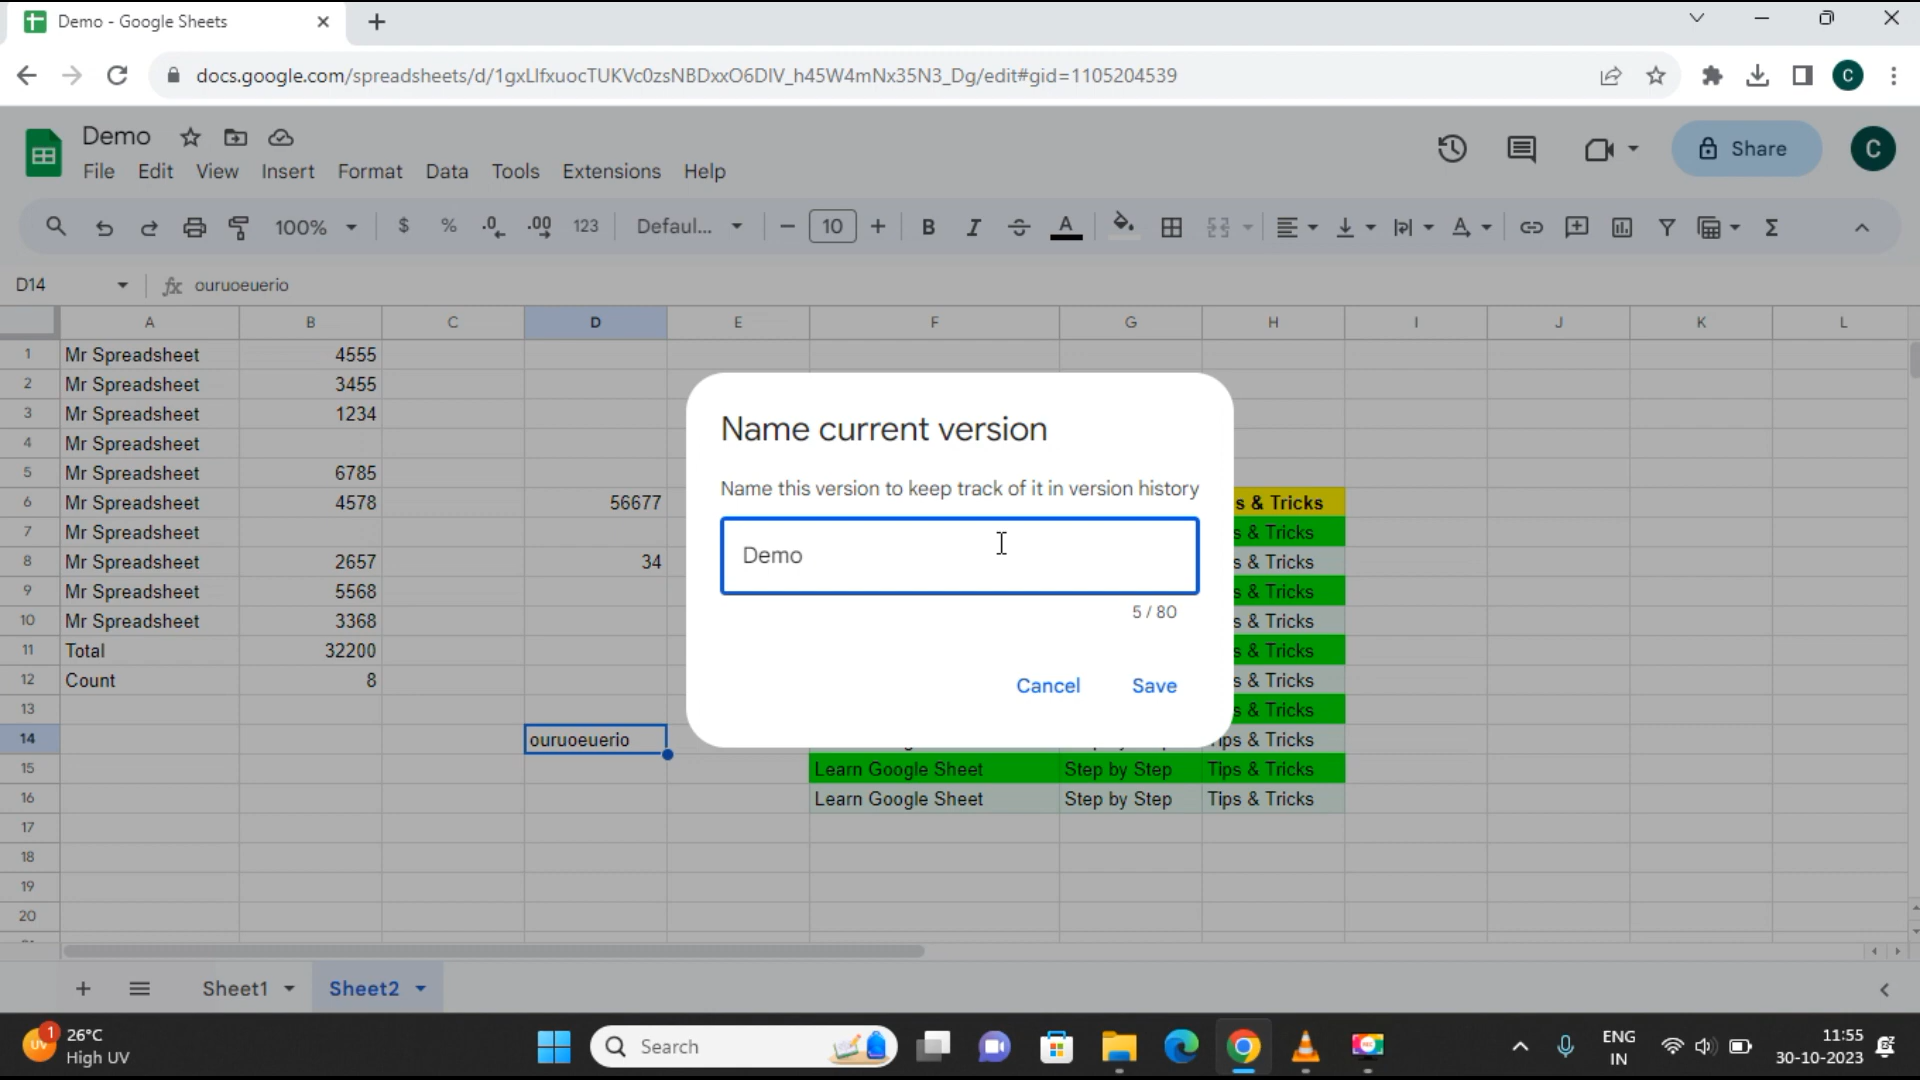 Demo - Google Sheets
docs.google.com/spreadsheets/d/1gxLlfxuocTUKVc0zsNBDxxO6DlV_h45W4mNx35N3_Dg/edit#gid=1105204539
C
Demo
File Edit View Insert Format Data Tools Extensions Help
Share
C
100% $ % .0 .00 123 Defaul... 10 B I A
D14 fx ouruoeuerio
A B C D E F G H I J K L
1 Mr Spreadsheet 4555
2 Mr Spreadsheet 3455
3 Mr Spreadsheet 1234
4 Mr Spreadsheet
5 Mr Spreadsheet 6785
6 Mr Spreadsheet 4578 56677 s & Tricks
7 Mr Spreadsheet s & Tricks
8 Mr Spreadsheet 2657 34 s & Tricks
9 Mr Spreadsheet 5568 s & Tricks
10 Mr Spreadsheet 3368 s & Tricks
11 Total 32200 s & Tricks
12 Count 8 s & Tricks
13 s & Tricks
14 ouruoeuerio ips & Tricks
15 Learn Google Sheet Step by Step Tips & Tricks
16 Learn Google Sheet Step by Step Tips & Tricks
17
18
19
20
Name current version
Name this version to keep track of it in version history
Demo
5 / 80
Cancel Save
Sheet1 Sheet2
1 UV 26°C
High UV
Search
ENG
IN
11:55
30-10-2023